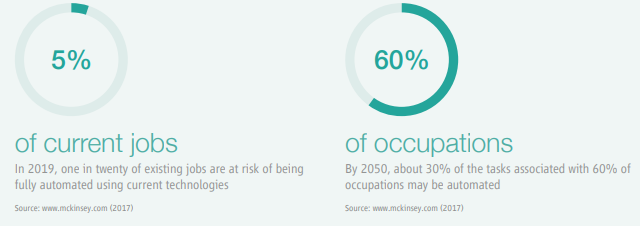 5%
of current jobs
In 2019, one in twenty of existing jobs are at risk of being
fully automated using current technologies
Source: www.mckinsey.com (2017)
60%
of occupations
By 2050, about 30% of the tasks associated with 60% of
occupations may be automated
Source: www.mckinsey.com (2017)